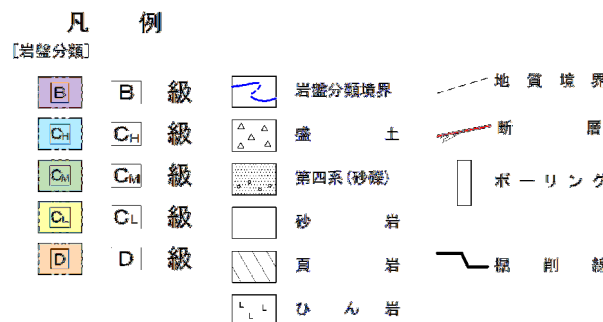 凡 例
[岩盤分類]
B B 級
CH CH 級
CM CM 級
CL CL 級
D D 級
岩盤分類境界
盛 土
第四系(砂礫)
砂 岩
頁 岩
ひ ん 岩
地 質 境 界
断 層
ボ ー リ ン グ
掘 削 線